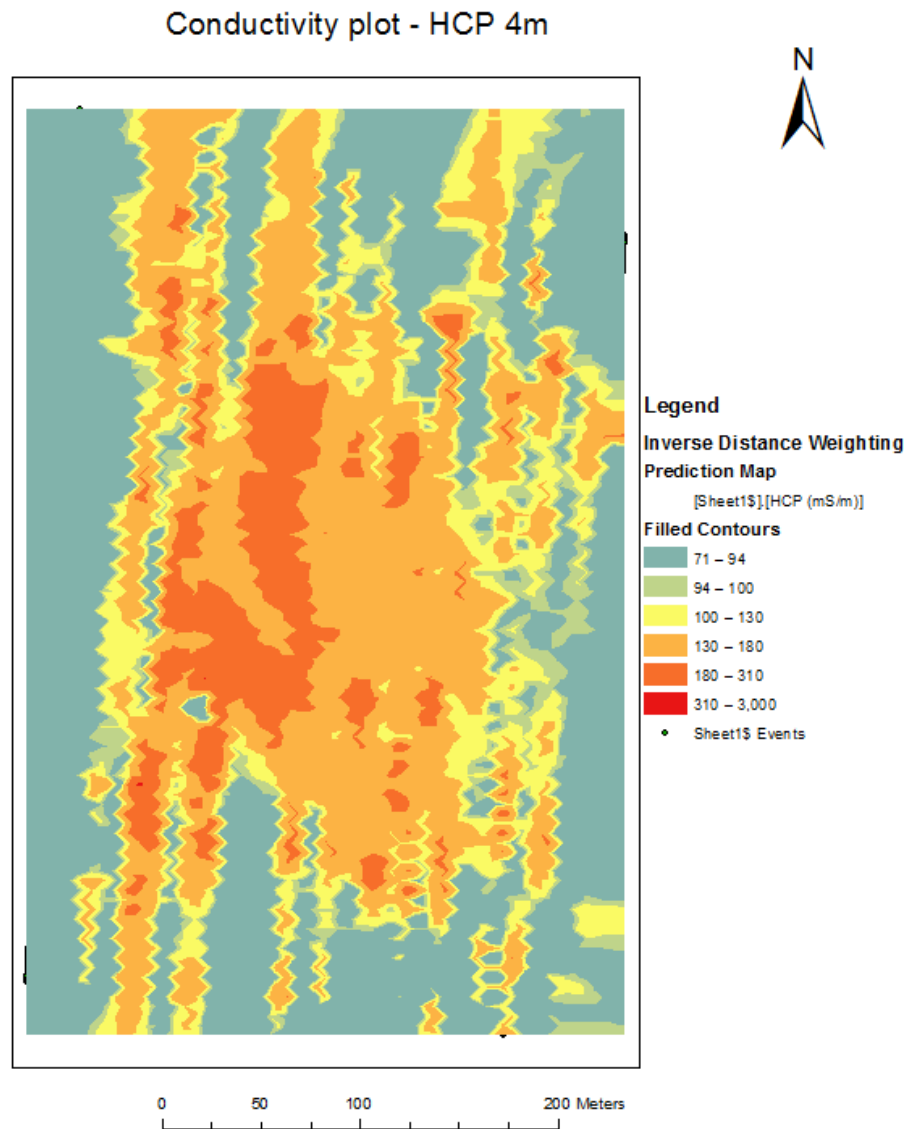 Conductivity plot - HCP 4m
N
Legend
Inverse Distance Weighting
Prediction Map
[Sheet1$].[HCP (mS/m)]
Filled Contours
71 – 94
94 – 100
100 – 130
130 – 180
180 – 310
310 – 3,000
Sheet1$ Events
0 50 100 200 Meters